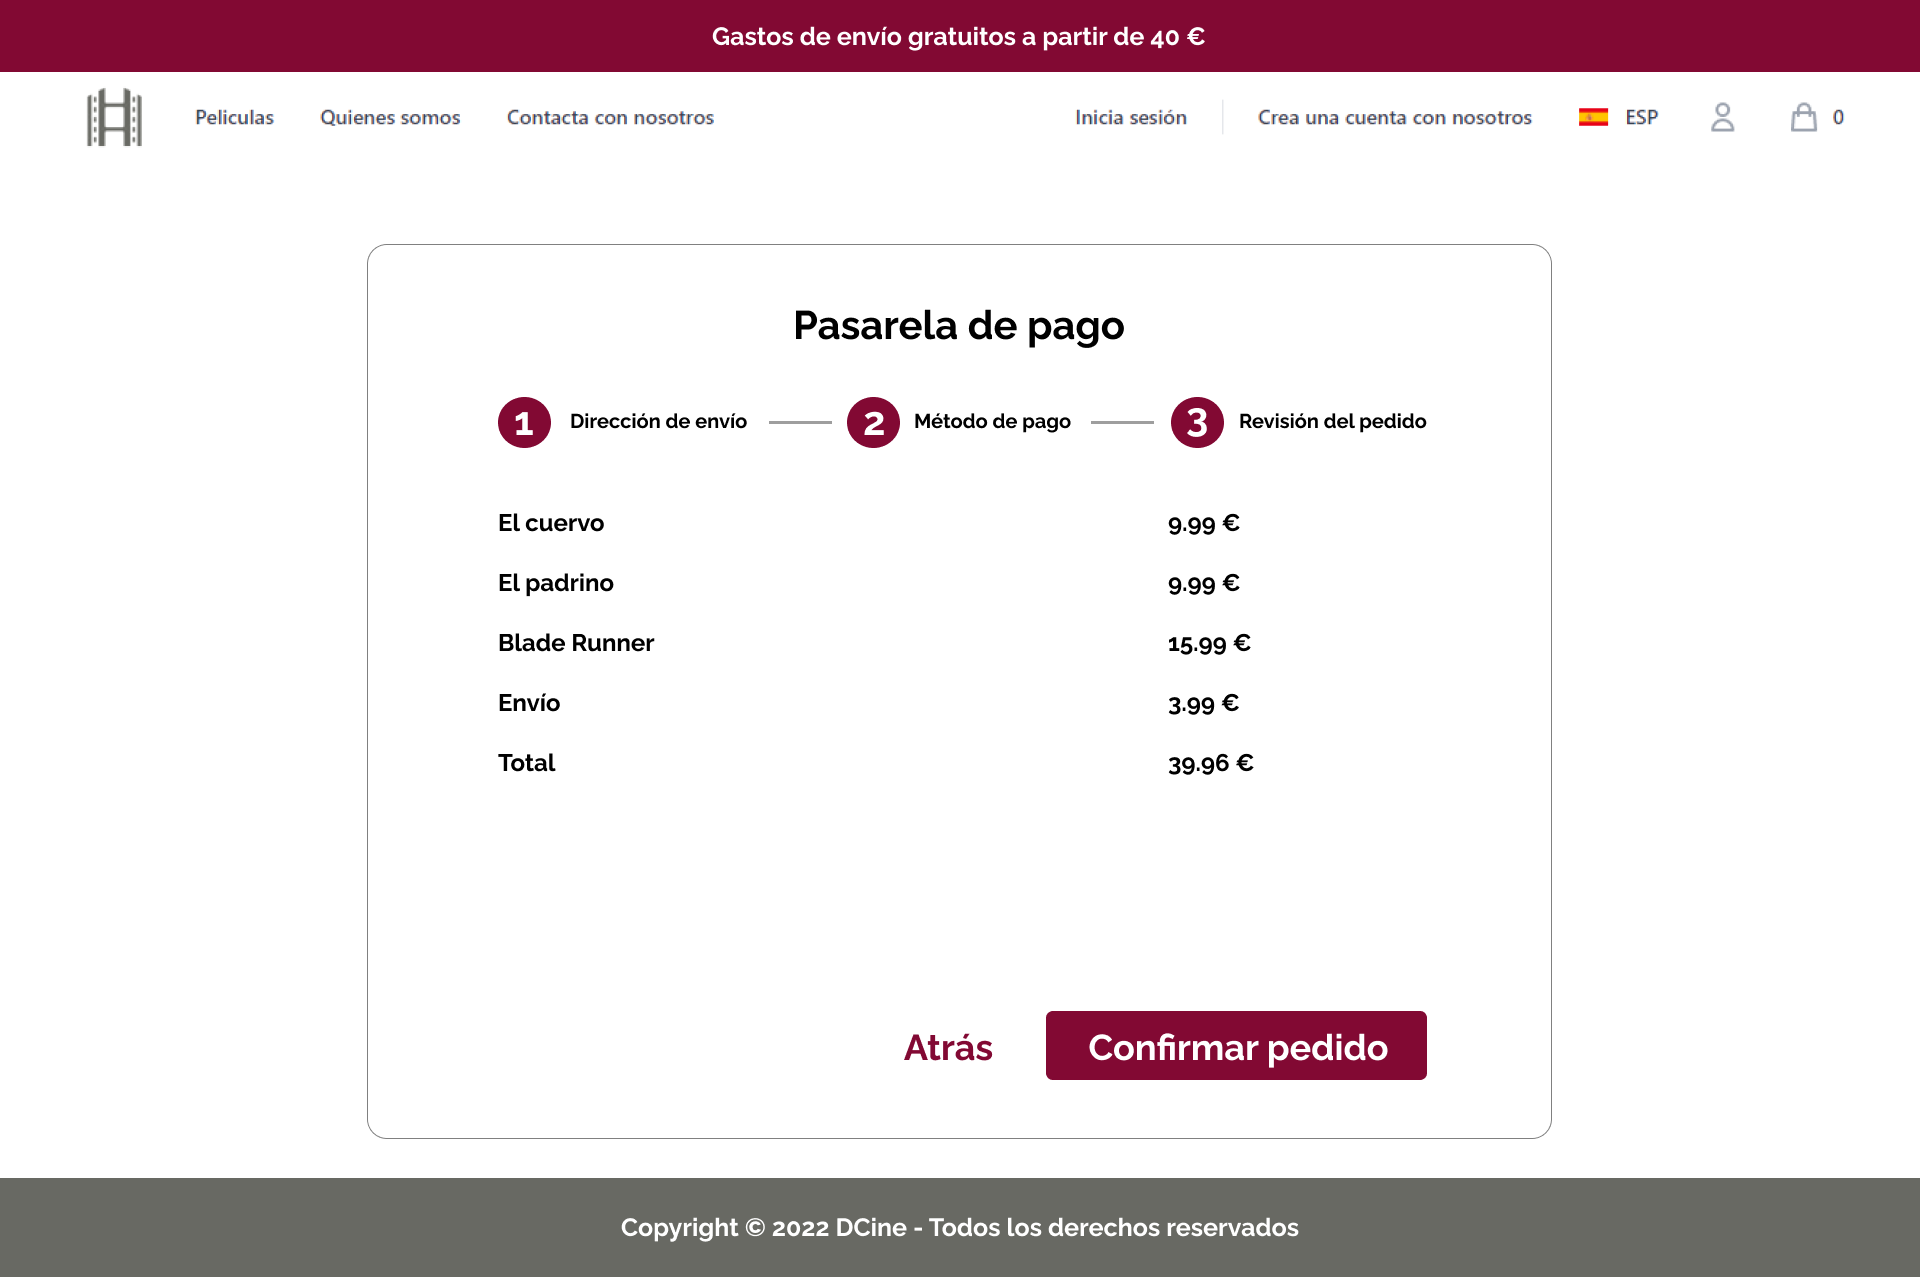 Gastos de envío gratuitos a partir de 40 €
Peliculas Quienes somos Contacta con nosotros Inicia sesión Crea una cuenta con nosotros ESP 0
Pasarela de pago
1 Dirección de envío 2 Método de pago 3 Revisión del pedido
El cuervo 9.99 €
El padrino 9.99 €
Blade Runner 15.99 €
Envío 3.99 €
Total 39.96 €
Atrás Confirmar pedido
Copyright © 2022 DCine - Todos los derechos reservados